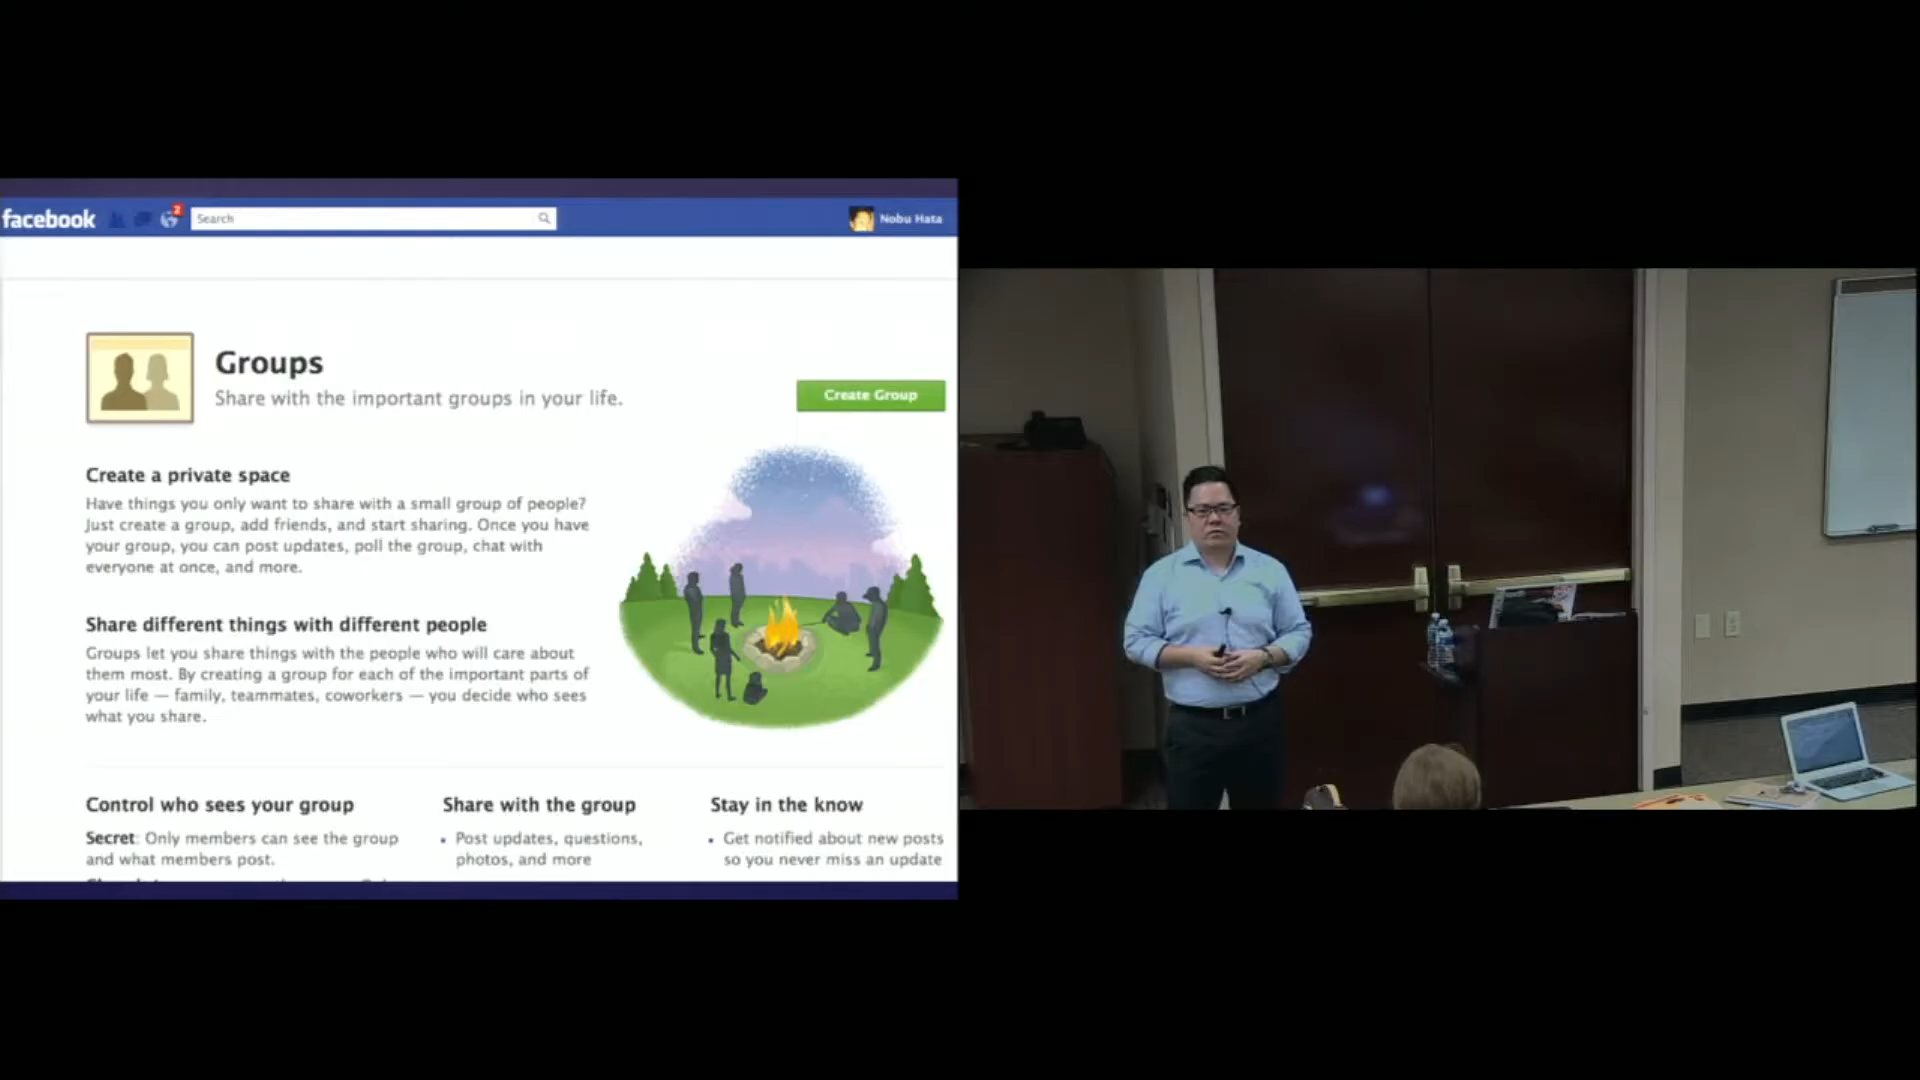 facebook
2
Search
Nobu Hata
Groups
Share with the important groups in your life.
Create Group
Create a private space
Have things you only want to share with a small group of people?
Just create a group, add friends, and start sharing. Once you have
your group, you can post updates, poll the group, chat with
everyone at once, and more.
Share different things with different people
Groups let you share things with the people who will care about
them most. By creating a group for each of the important parts of
your life — family, teammates, coworkers — you decide who sees
what you share.
Control who sees your group
Secret: Only members can see the group
and what members post.
Share with the group
• Post updates, questions,
photos, and more
Stay in the know
• Get notified about new posts
so you never miss an update